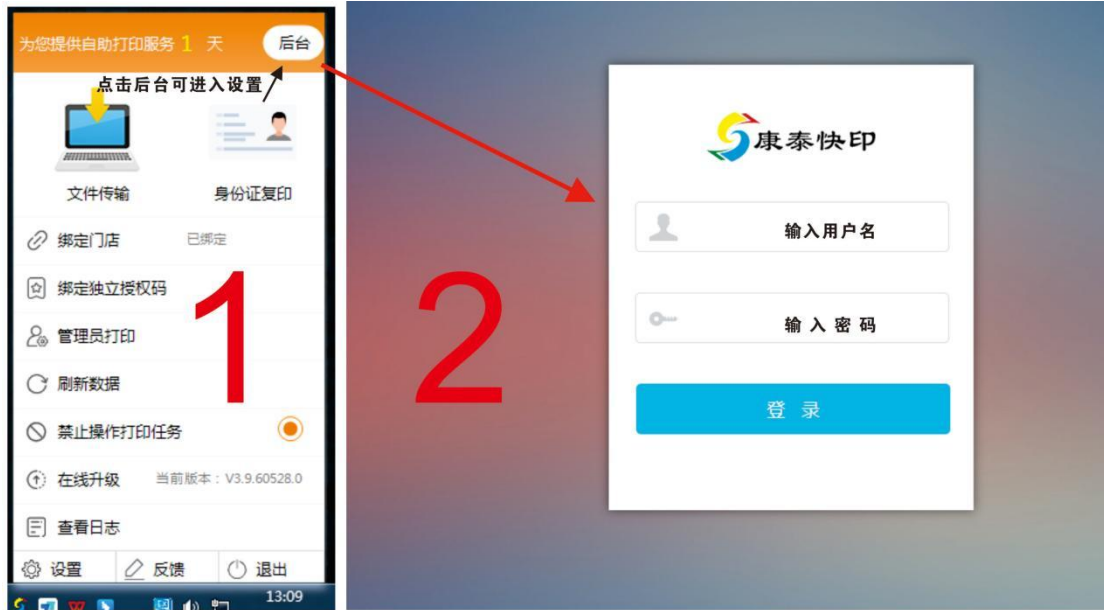 为您提供自助打印服务 1 天
后台
点击后台可进入设置
文件传输
身份证复印
绑定门店
已绑定
绑定独立授权码
管理员打印
刷新数据
禁止操作打印任务
在线升级
当前版本：V3.9.60528.0
查看日志
设置
反馈
退出
13:09
1
2
康泰快印
输入用户名
输入密码
登录